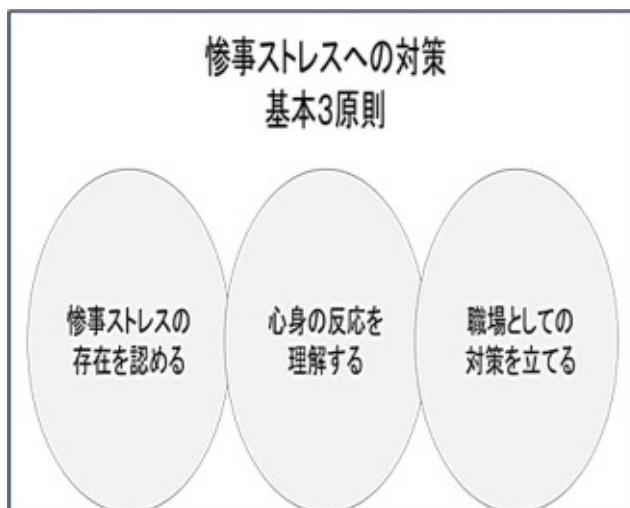 惨事ストレスへの対策
基本3原則
惨事ストレスの
存在を認める
心身の反応を
理解する
職場としての
対策を立てる